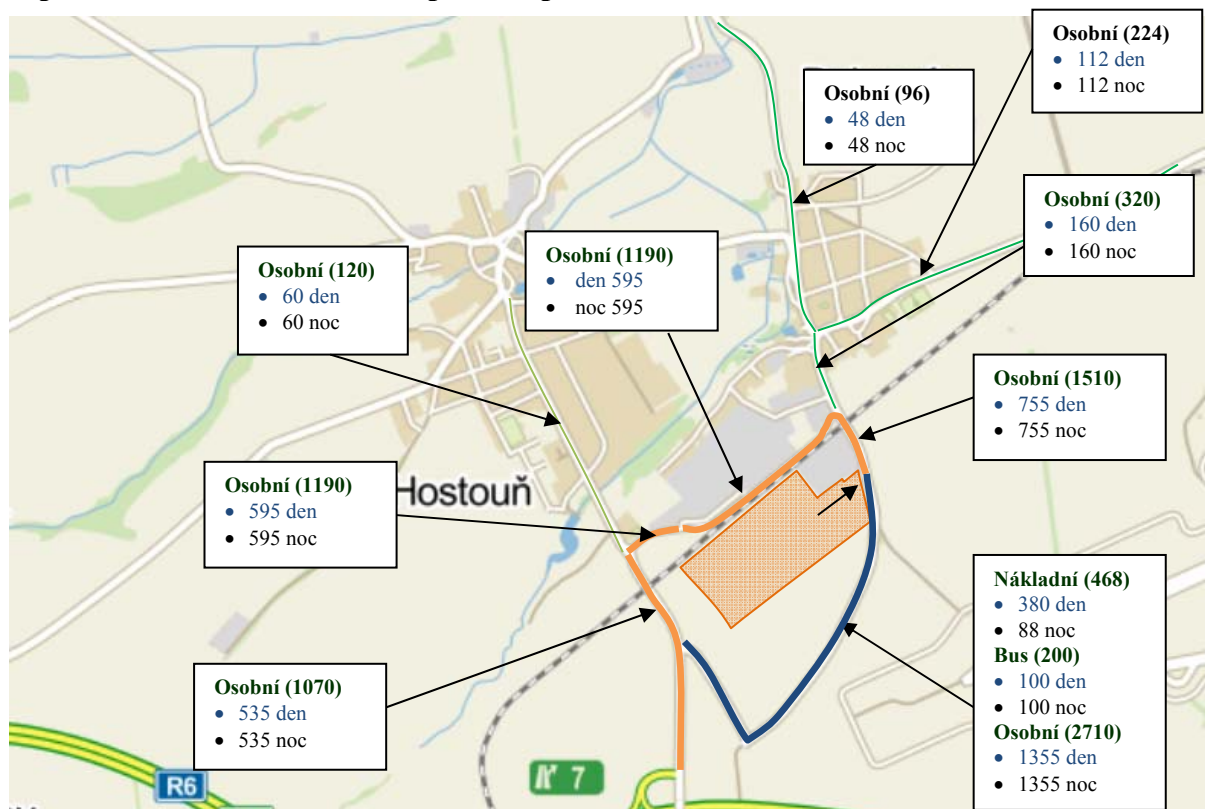 Osobní (224)
• 112 den
• 112 noc
Osobní (96)
• 48 den
• 48 noc
Osobní (320)
• 160 den
• 160 noc
Osobní (1190)
• den 595
• noc 595
Osobní (120)
• 60 den
• 60 noc
Osobní (1510)
• 755 den
• 755 noc
Hostouň
Osobní (1190)
• 595 den
• 595 noc
Nákladní (468)
• 380 den
• 88 noc
Bus (200)
• 100 den
• 100 noc
Osobní (2710)
• 1355 den
• 1355 noc
Osobní (1070)
• 535 den
• 535 noc
R6
7